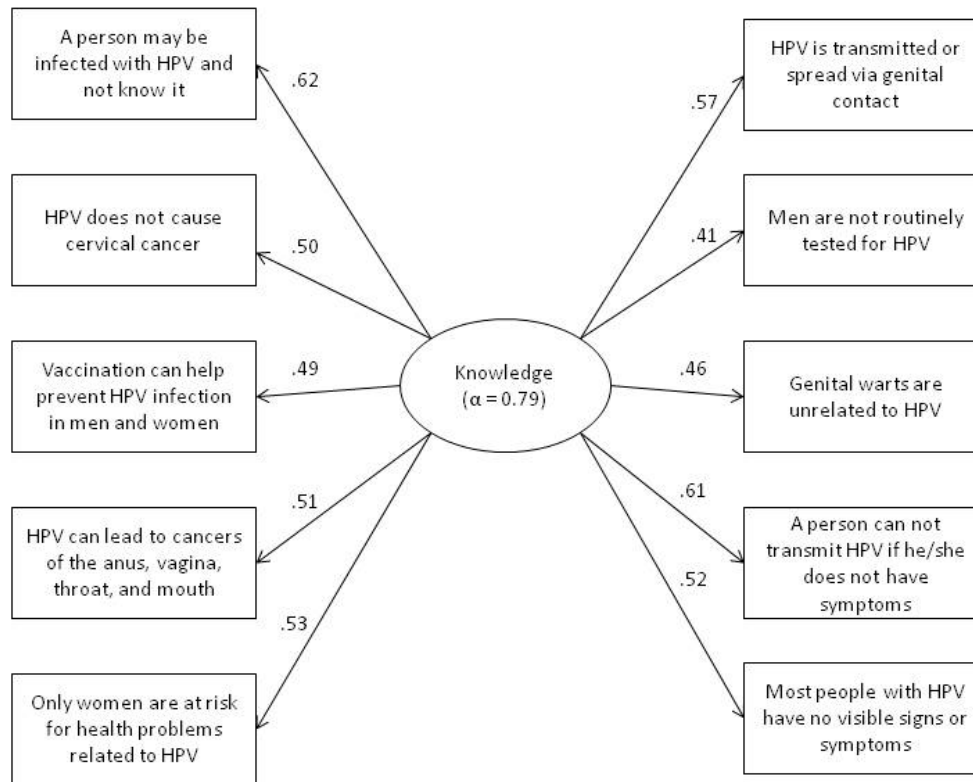 A person may be
infected with HPV and
not know it
.62
HPV does not cause
cervical cancer
.50
Vaccination can help
prevent HPV infection
in men and women
.49
HPV can lead to cancers
of the anus, vagina,
throat, and mouth
.51
Only women are at risk
for health problems
related to HPV
.53
Knowledge
(α = 0.79)
HPV is transmitted or
spread via genital
contact
.57
Men are not routinely
tested for HPV
.41
Genital warts are
unrelated to HPV
.46
A person can not
transmit HPV if he/she
does not have
symptoms
.61
Most people with HPV
have no visible signs or
symptoms
.52